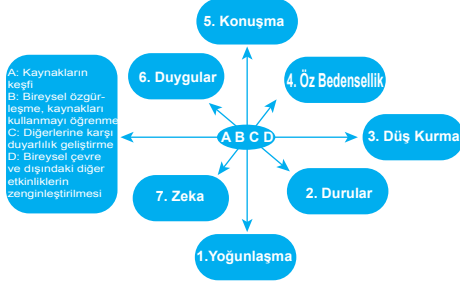 5. Konuşma
6. Duygular
4. Öz Bedensellik
A: Kaynakların
keşfi
B: Bireysel özgür-
leşme, kaynakları
kullanmayı öğrenme
C: Diğerlerine karşı
duyarlılık geliştirme
D: Bireysel çevre
ve dışındaki diğer
etkinliklerin
zenginleştirilmesi
A B C D
3. Düş Kurma
7. Zeka
2. Durular
1.Yoğunlaşma